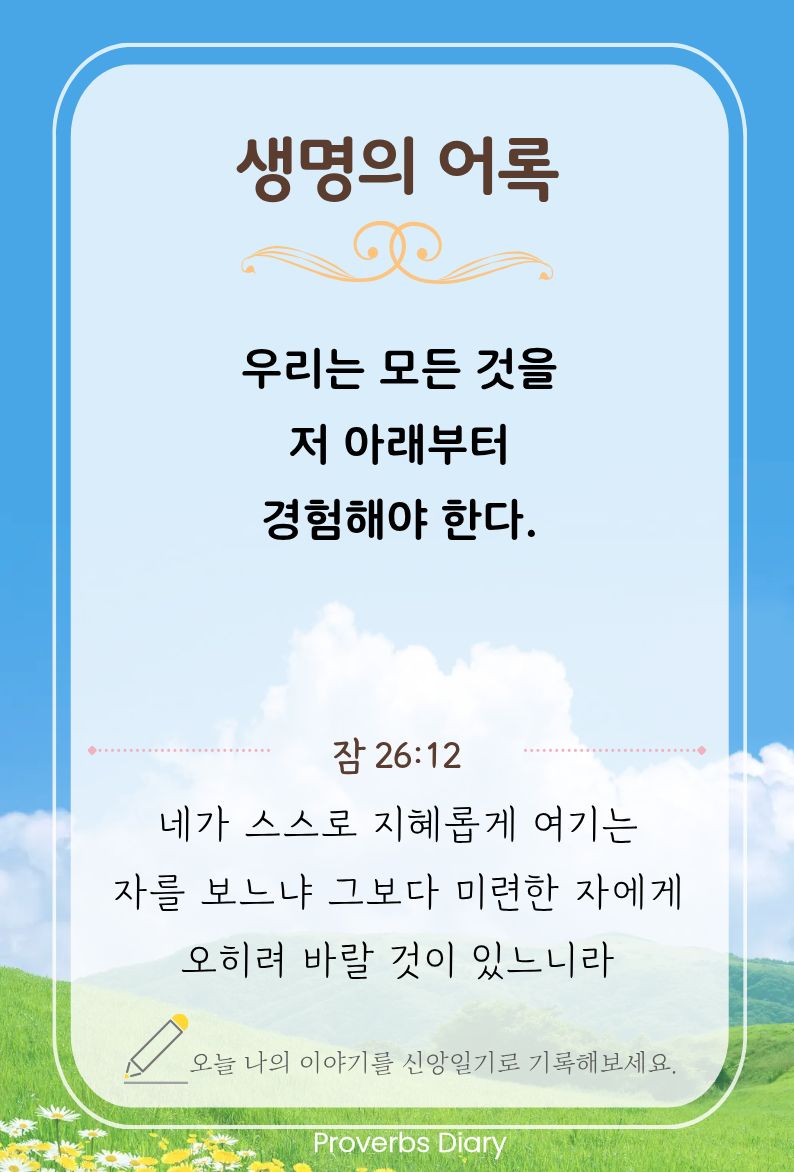 생명의 어록
우리는 모든 것을
저 아래부터
경험해야 한다.
잠 26:12
네가 스스로 지혜롭게 여기는
자를 보느냐 그보다 미련한 자에게
오히려 바랄 것이 있느니라
오늘 나의 이야기를 신앙일기로 기록해보세요.
Proverbs Diary